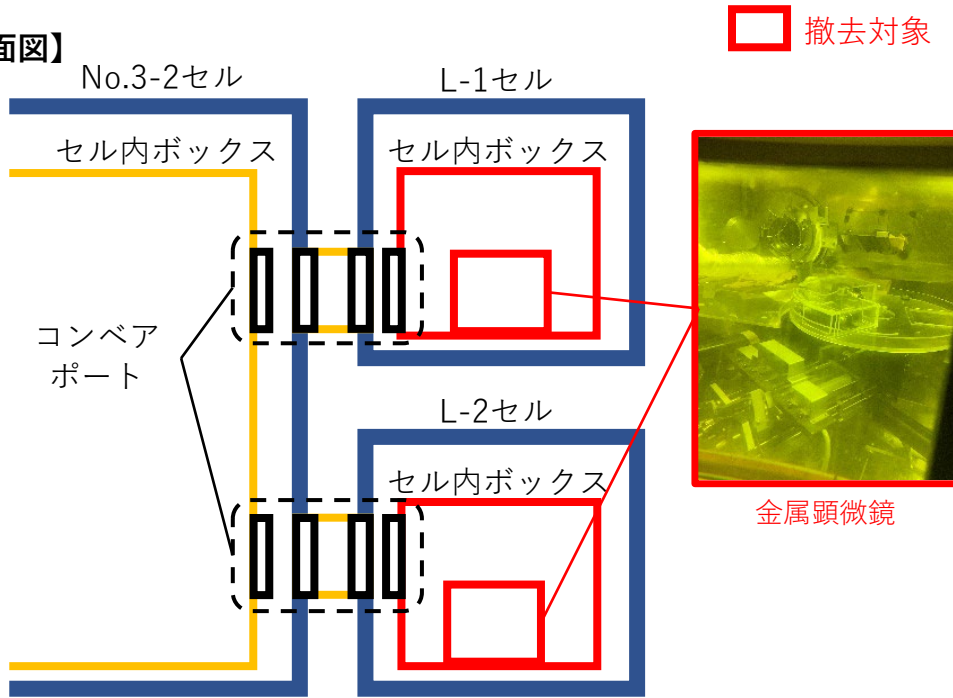 面図】
撤去対象
No.3-2セル
L-1セル
セル内ボックス
セル内ボックス
コンベア
ポート
L-2セル
セル内ボックス
金属顕微鏡